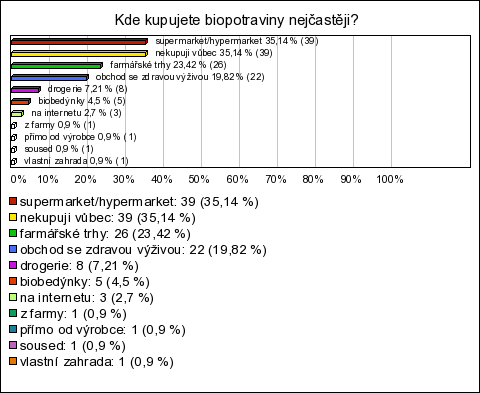 Kde kupujete biopotraviny nejčastěji?
supermarket/hypermarket 35,14 % (39)
nekupuji vůbec 35,14 % (39)
farmářské trhy 23,42 % (26)
obchod se zdravou výživou 19,82 % (22)
drogerie 7,21 % (8)
biobedýnky 4,5 % (5)
na internetu 2,7 % (3)
z farmy 0,9 % (1)
přímo od výrobce 0,9 % (1)
soused 0,9 % (1)
vlastní zahrada 0,9 % (1)
0% 10% 20% 30% 40% 50% 60% 70% 80% 90% 100%
supermarket/hypermarket: 39 (35,14 %)
nekupuji vůbec: 39 (35,14 %)
farmářské trhy: 26 (23,42 %)
obchod se zdravou výživou: 22 (19,82 %)
drogerie: 8 (7,21 %)
biobedýnky: 5 (4,5 %)
na internetu: 3 (2,7 %)
z farmy: 1 (0,9 %)
přímo od výrobce: 1 (0,9 %)
soused: 1 (0,9 %)
vlastní zahrada: 1 (0,9 %)